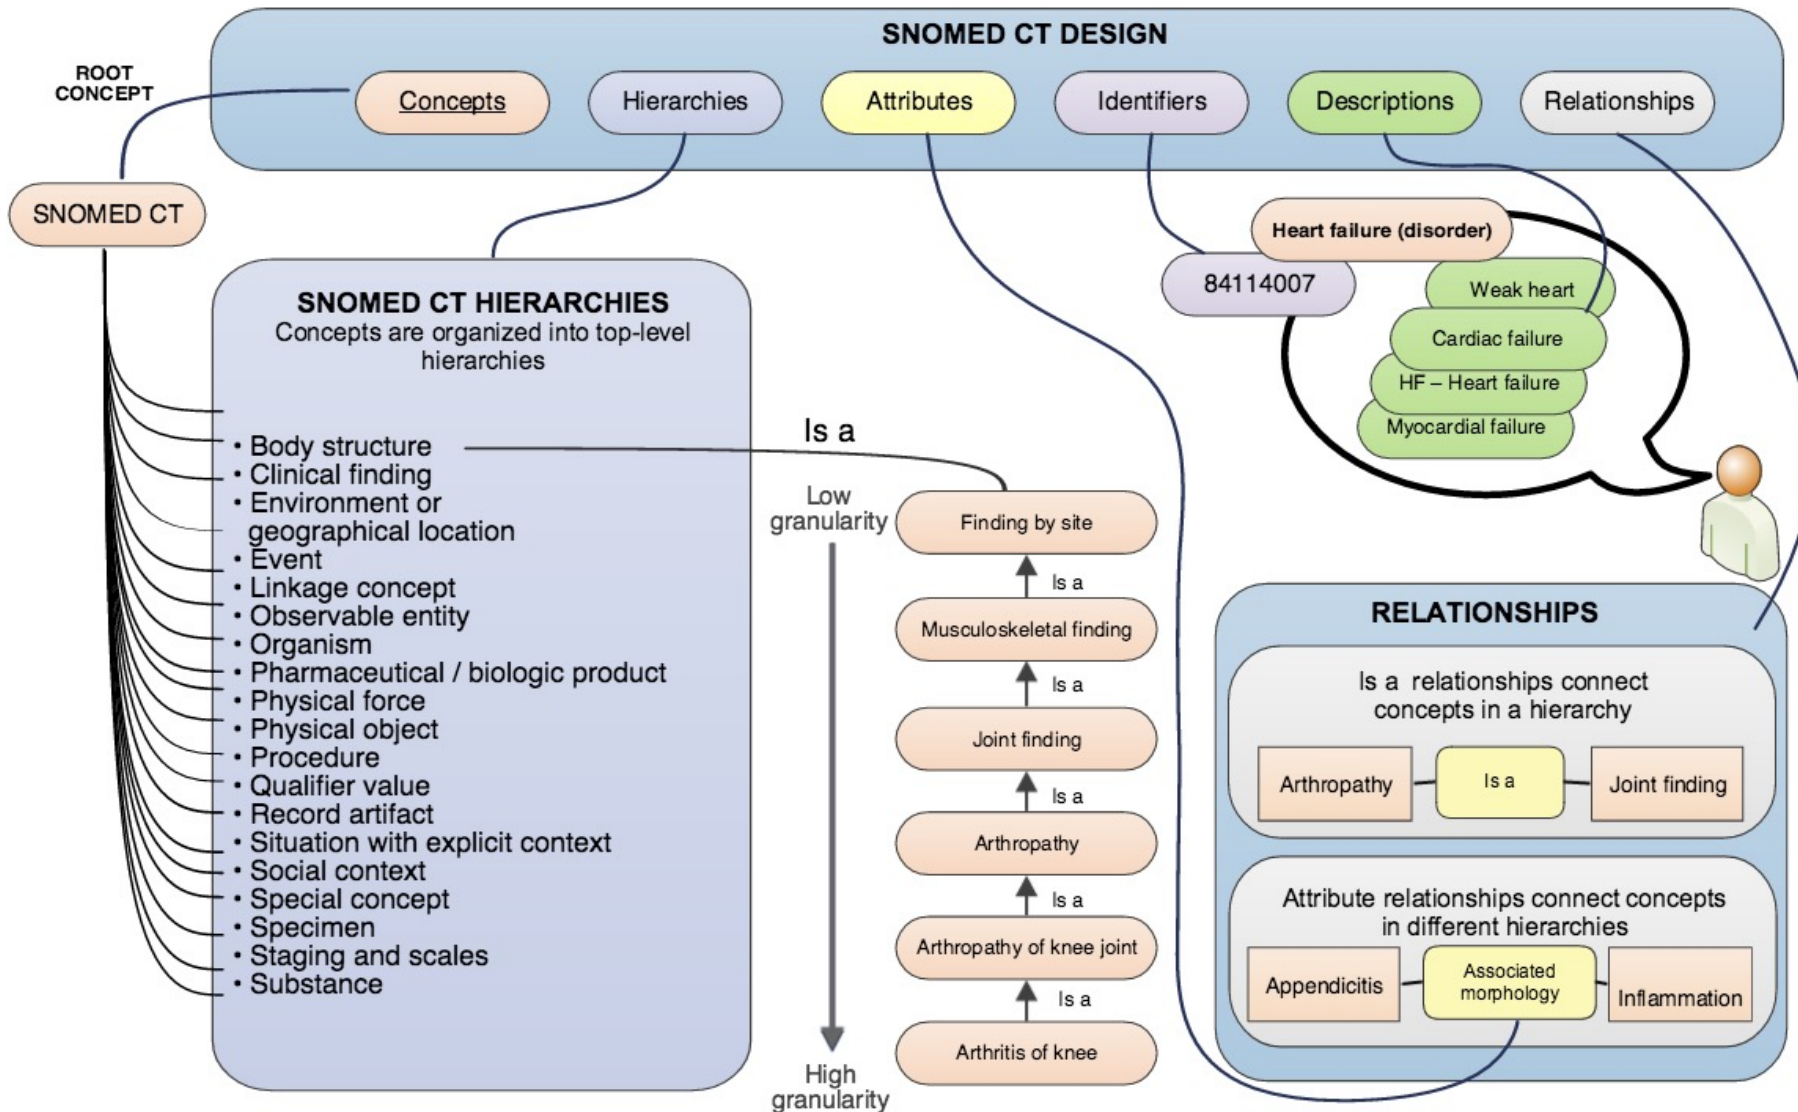 SNOMED CT DESIGN
ROOT
CONCEPT
Concepts
Hierarchies
Attributes
Identifiers
Descriptions
Relationships
SNOMED CT
SNOMED CT HIERARCHIES
Concepts are organized into top-level
hierarchies
• Body structure
• Clinical finding
• Environment or
geographical location
• Event
• Linkage concept
• Observable entity
• Organism
• Pharmaceutical / biologic product
• Physical force
• Physical object
• Procedure
• Qualifier value
• Record artifact
• Situation with explicit context
• Social context
• Special concept
• Specimen
• Staging and scales
• Substance
Is a
Low
granularity
High
granularity
Finding by site
Is a
Musculoskeletal finding
Is a
Joint finding
Is a
Arthropathy
Is a
Arthropathy of knee joint
Is a
Arthritis of knee
Heart failure (disorder)
84114007
Weak heart
Cardiac failure
HF – Heart failure
Myocardial failure
RELATIONSHIPS
Is a relationships connect
concepts in a hierarchy
Arthropathy
Is a
Joint finding
Attribute relationships connect concepts
in different hierarchies
Appendicitis
Associated
morphology
Inflammation